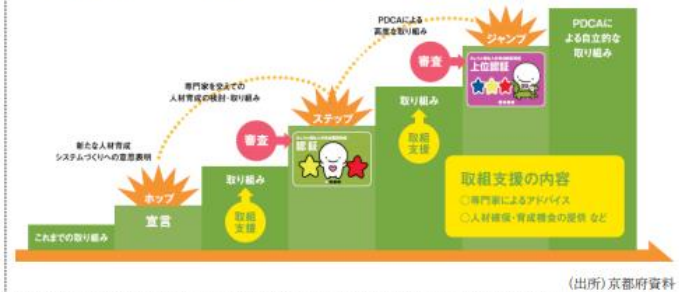 PDCAによる
高度な取り組み
ジャンプ
PDCAに
よる自立的な
取り組み
審査
上位認証
専門家を交えての
人材育成の検討・取り組み
ステップ
取り組み
審査
認証
取組
支援
新たな人材育成
システムづくりへの意思表明
ホップ
取り組み
取組支援の内容
○専門家によるアドバイス
○人材確保・育成機会の提供 など
宣言
取組
支援
これまでの取り組み
(出所)京都府資料